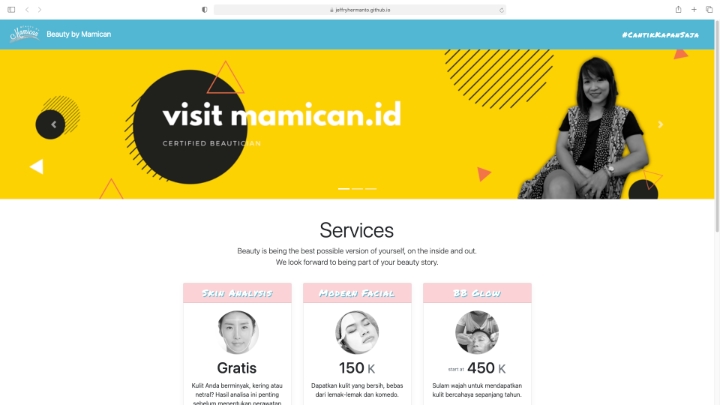 jeffryhermanto.github.io
Mamican
Beauty by Mamican
#CantikKapanSaja
visit mamican.id
CERTIFIED BEAUTICIAN
Services
Beauty is being the best possible version of yourself, on the inside and out.
We look forward to being part of your beauty story.
Skin Analysis
Modern Facial
BB Glow
Gratis
150 K
START AT 450 K
Kulit Anda berminyak, kering atau
netral? Hasil analisa ini penting
sebelum menentukan perawatan
Dapatkan kulit yang bersih, bebas
dari lemak-lemak dan komedo.
Sulam wajah untuk mendapatkan
kulit bercahaya sepanjang tahun.